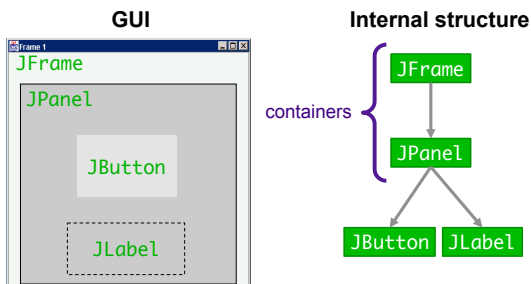 GUI
Internal structure
Frame 1
JFrame
JPanel
JButton
JLabel
containers
JFrame
JPanel
JButton
JLabel